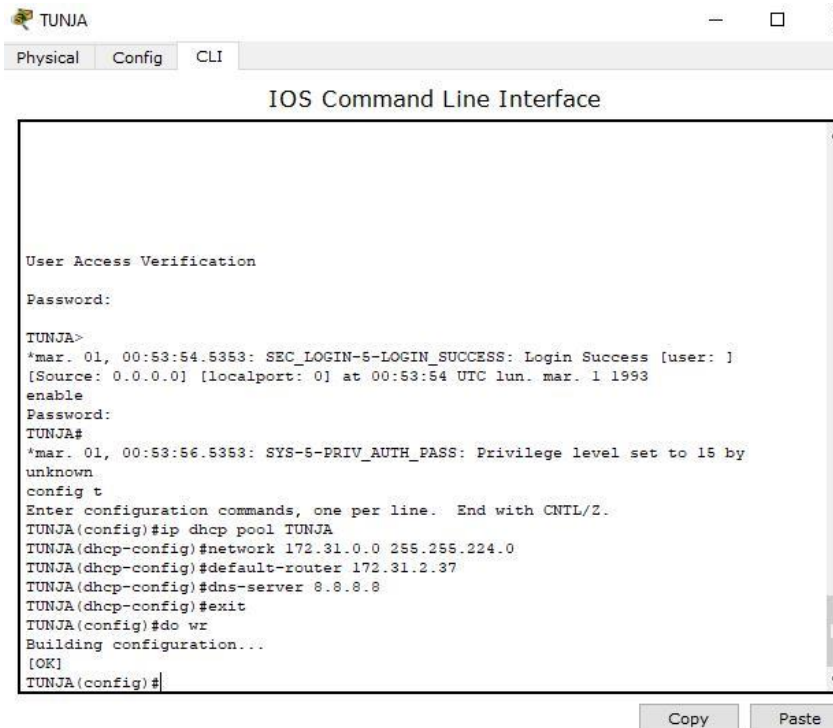 TUNJA
Physical Config CLI
IOS Command Line Interface
User Access Verification
Password:
TUNJA>
*mar. 01, 00:53:54.5353: SEC_LOGIN-5-LOGIN_SUCCESS: Login Success [user: ]
[Source: 0.0.0.0] [localport: 0] at 00:53:54 UTC lun. mar. 1 1993
enable
Password:
TUNJA#
*mar. 01, 00:53:56.5353: SYS-5-PRIV_AUTH_PASS: Privilege level set to 15 by
unknown
config t
Enter configuration commands, one per line.  End with CNTL/Z.
TUNJA(config)#ip dhcp pool TUNJA
TUNJA(dhcp-config)#network 172.31.0.0 255.255.224.0
TUNJA(dhcp-config)#default-router 172.31.2.37
TUNJA(dhcp-config)#dns-server 8.8.8.8
TUNJA(dhcp-config)#exit
TUNJA(config)#do wr
Building configuration...
[OK]
TUNJA(config)#
Copy Paste